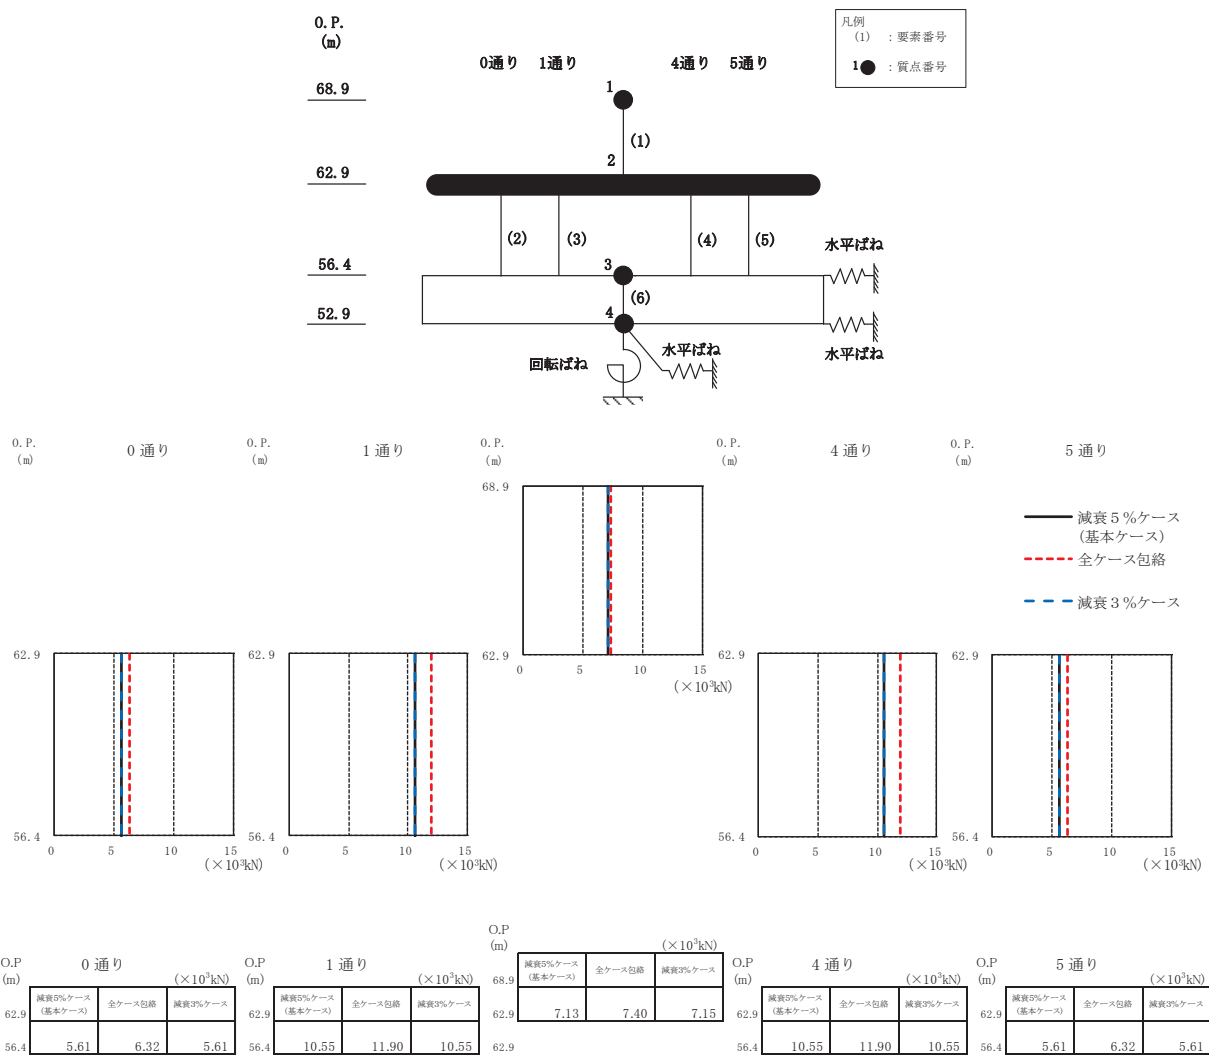 O.P.
(m)
0通り 1通り 4通り 5通り
凡例
(1) : 要素番号
1 : 質点番号
68.9
1
(1)
2
62.9
(2) (3) (4) (5)
水平ばね
56.4
3
(6)
52.9
4
水平ばね
水平ばね
回転ばね
O.P.
(m)
0 通り
O.P.
(m)
1 通り
O.P.
(m)
O.P.
(m)
4 通り
O.P.
(m)
5 通り
68.9
62.9
0 5 10 15
(×10³kN)
減衰5%ケース
(基本ケース)
全ケース包絡
減衰3%ケース
62.9
56.4
0 5 10 15
(×10³kN)
62.9
56.4
0 5 10 15
(×10³kN)
62.9
56.4
0 5 10 15
(×10³kN)
62.9
56.4
0 5 10 15
(×10³kN)
O.P
(m)
0 通り
(×10³kN)
減衰5%ケース
(基本ケース)
全ケース包絡
減衰3%ケース
62.9
56.4 5.61 6.32 5.61
O.P
(m)
1 通り
(×10³kN)
減衰5%ケース
(基本ケース)
全ケース包絡
減衰3%ケース
62.9
56.4 10.55 11.90 10.55
O.P
(m)
(×10³kN)
減衰5%ケース
(基本ケース)
全ケース包絡
減衰3%ケース
68.9
62.9 7.13 7.40 7.15
62.9
O.P
(m)
4 通り
(×10³kN)
減衰5%ケース
(基本ケース)
全ケース包絡
減衰3%ケース
62.9
56.4 10.55 11.90 10.55
O.P
(m)
5 通り
(×10³kN)
減衰5%ケース
(基本ケース)
全ケース包絡
減衰3%ケース
62.9
56.4 5.61 6.32 5.61